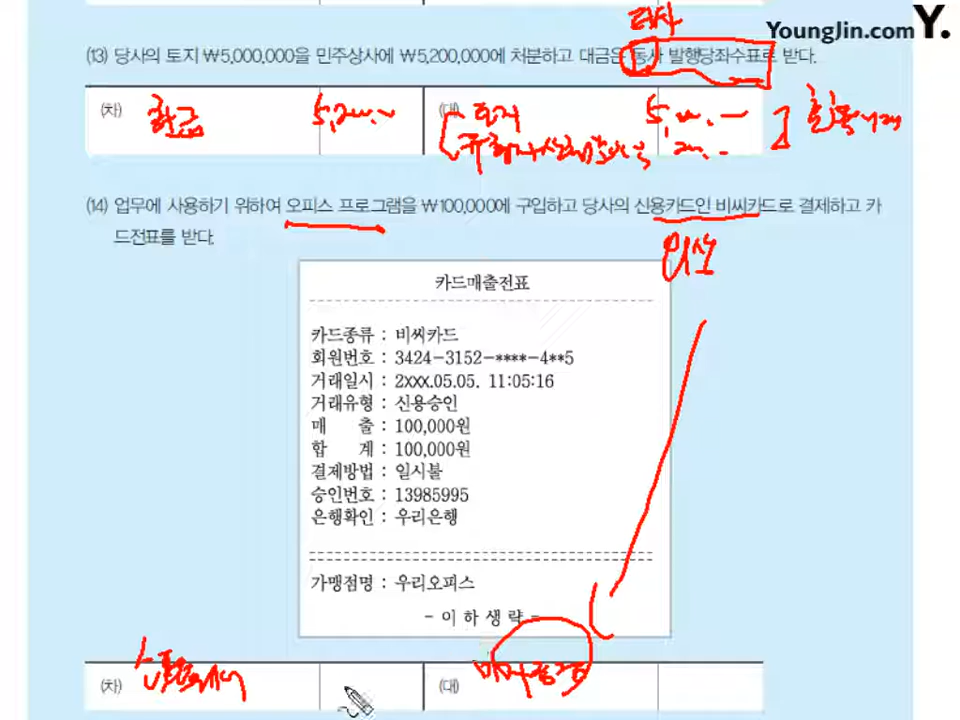 타사
YoungJin.com Y.
(13) 당사의 토지 ₩5,000,000을 민주상사에 ₩5,200,000에 처분하고 대금은 동사 발행당좌수표로 받다.
(차) 현금 (대) 토지
(14) 업무에 사용하기 위하여 오피스 프로그램을 ₩100,000에 구입하고 당사의 신용카드인 비씨카드로 결제하고 카
드전표를 받다.
외상
카드매출전표
카드종류 : 비씨카드
회원번호 : 3424-3152-****-4**5
거래일시 : 2xxx.05.05. 11:05:16
거래유형 : 신용승인
매 출 : 100,000원
합 계 : 100,000원
결제방법 : 일시불
승인번호 : 13985995
은행확인 : 우리은행
가맹점명 : 우리오피스
- 이 하 생 략 -
(차) 소프트웨어 (대) 미지급금